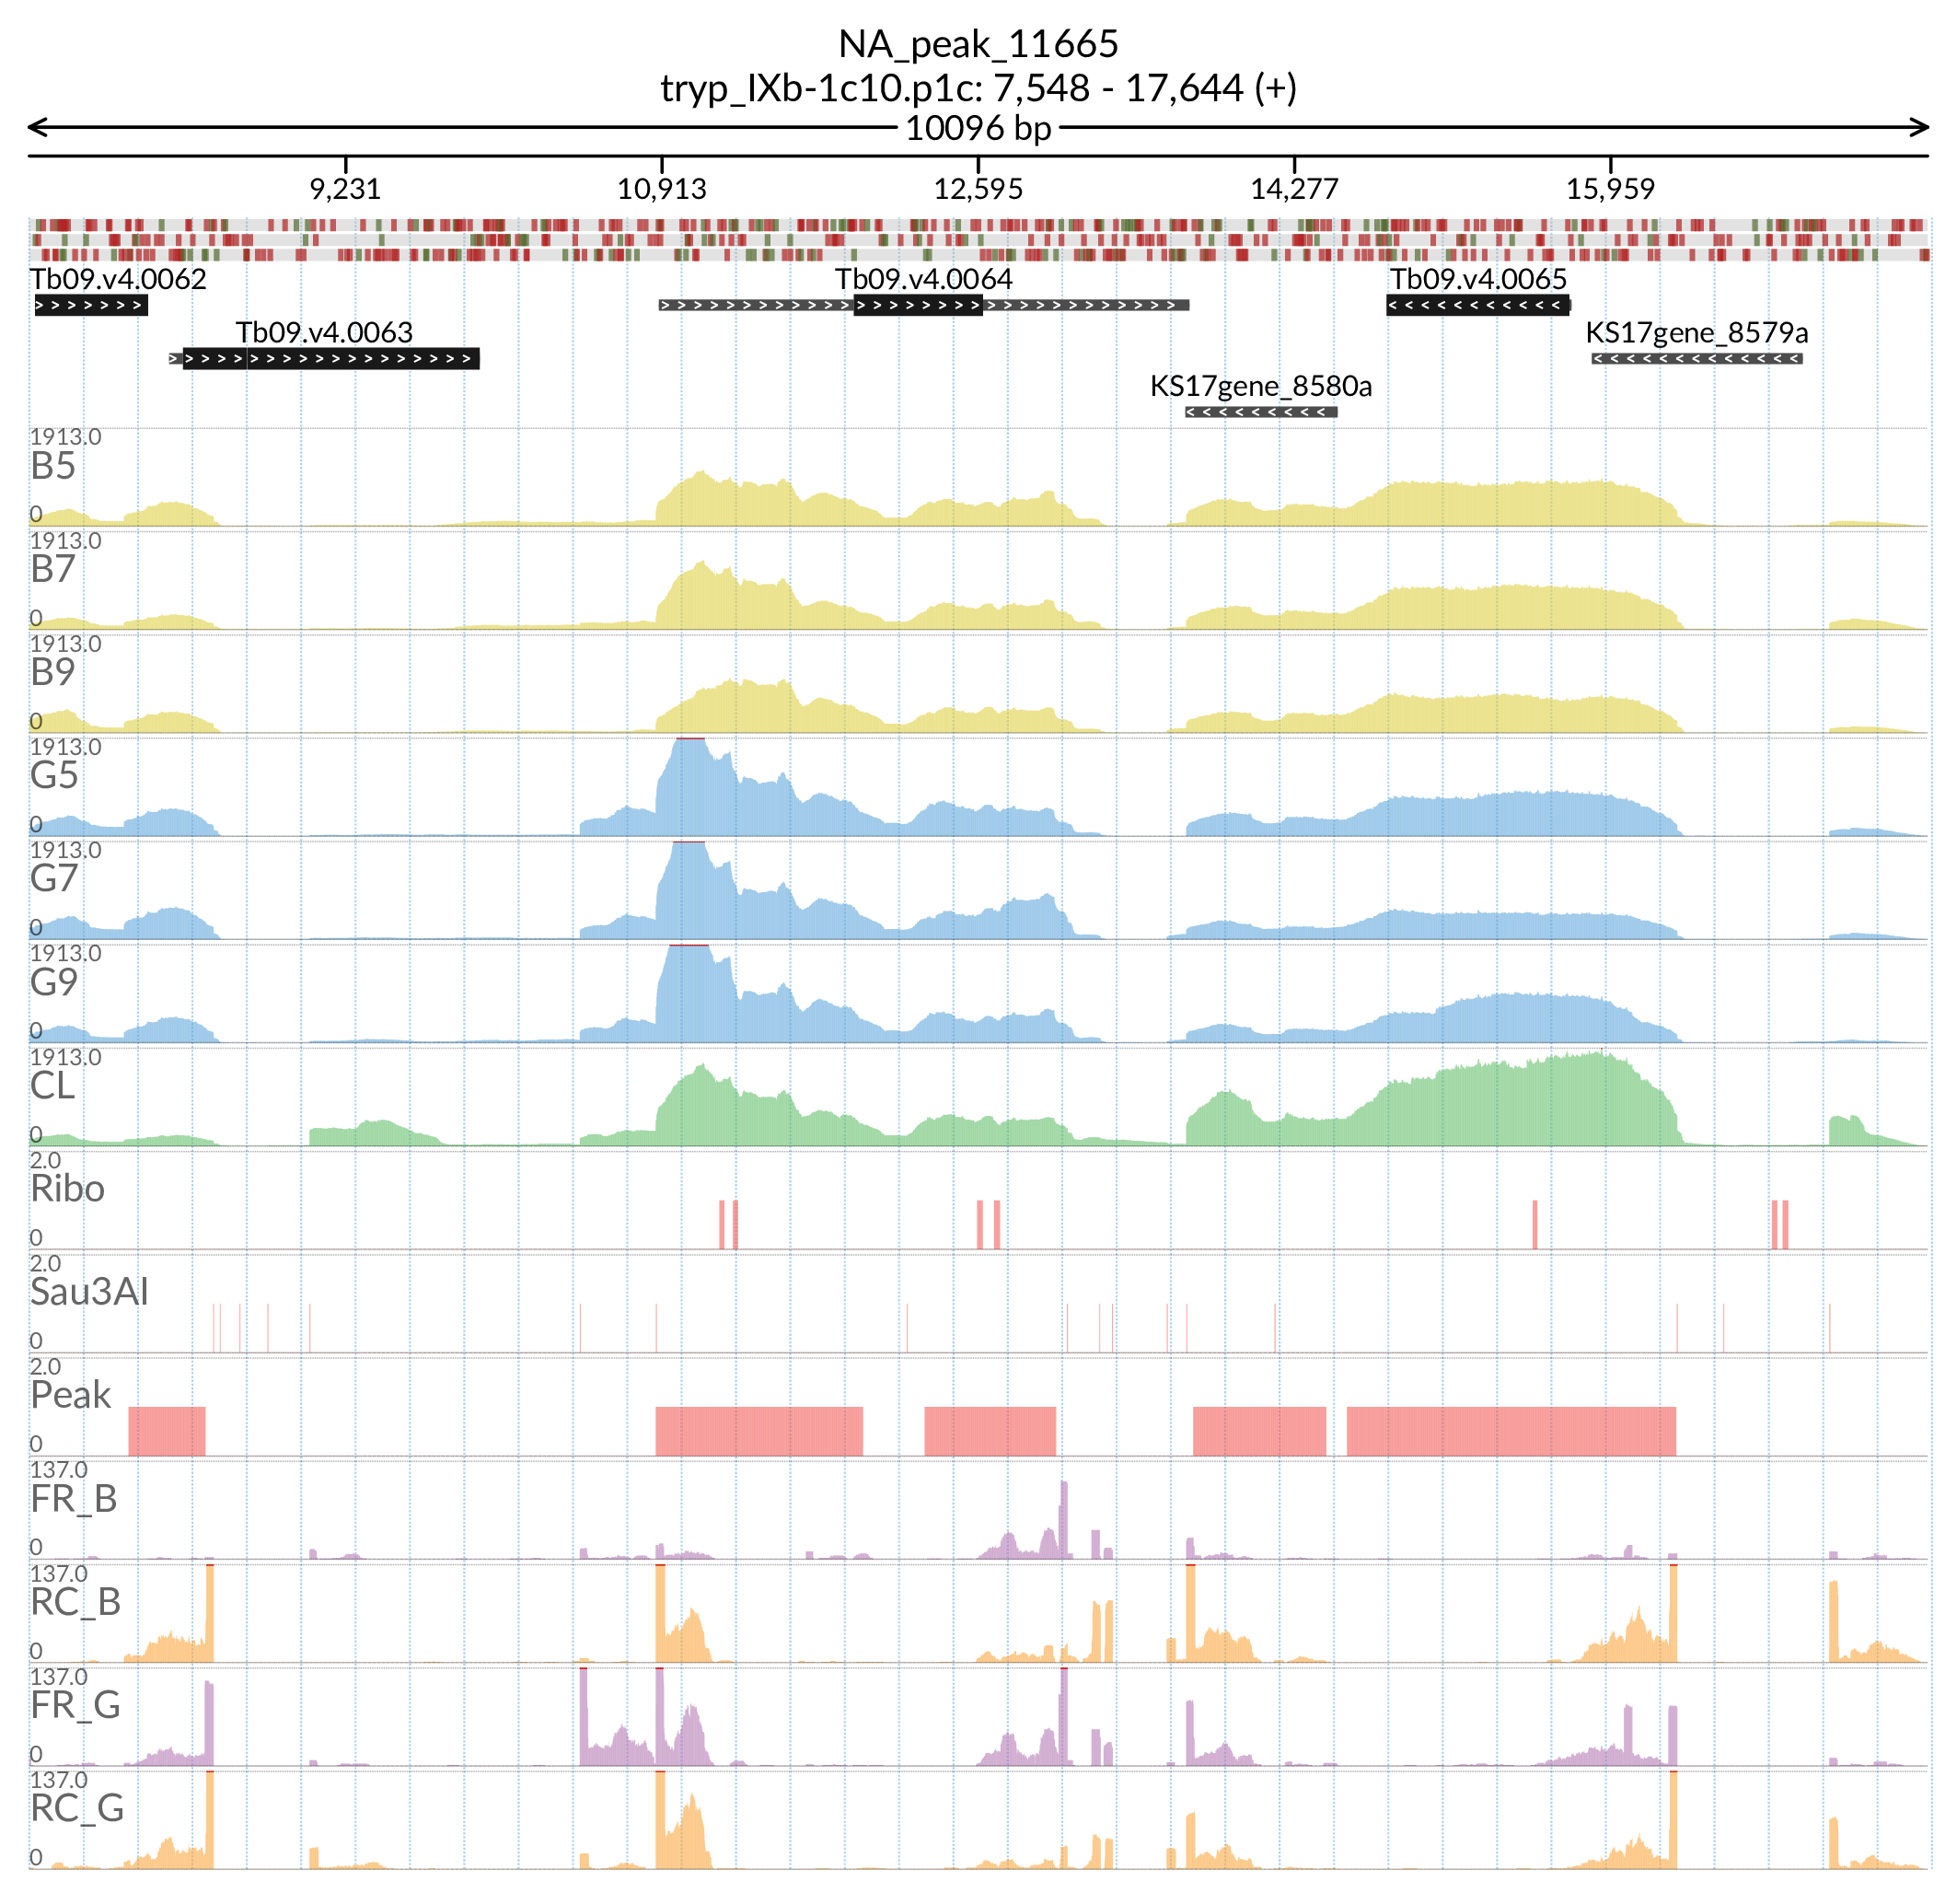 NA_peak_11665
tryp_IXb-1c10.p1c: 7,548 - 17,644 (+)
10096 bp
9,231 10,913 12,595 14,277 15,959
Tb09.v4.0062 Tb09.v4.0064 Tb09.v4.0065
Tb09.v4.0063 KS17gene_8579a
KS17gene_8580a
1913.0
B5
0
1913.0
B7
0
1913.0
B9
0
1913.0
G5
0
1913.0
G7
0
1913.0
G9
0
1913.0
CL
0
2.0
Ribo
0
2.0
Sau3AI
0
2.0
Peak
0
137.0
FR_B
0
137.0
RC_B
0
137.0
FR_G
0
137.0
RC_G
0